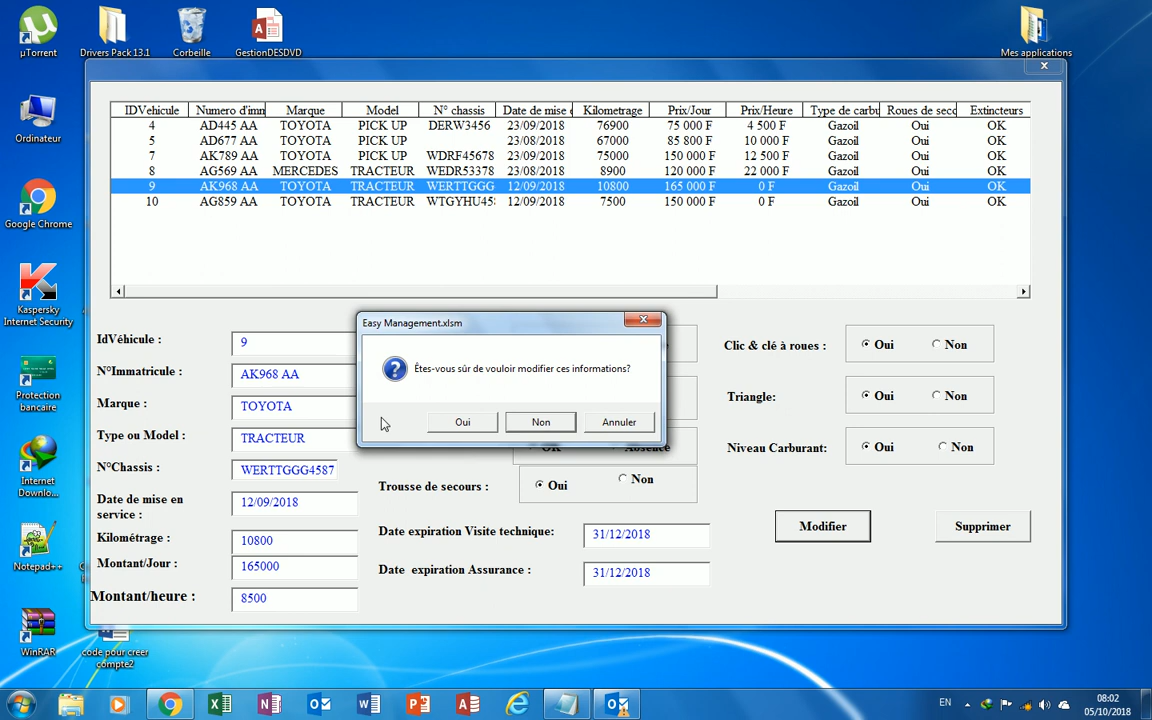 µTorrent
Drivers Pack 13.1
Corbeille
GestionDESDVD
Mes applications
Ordinateur
Google Chrome
Kaspersky
Internet Security
Protection
bancaire
Internet
Downlo...
Notepad++
WinRAR
code pour creer
compte2
IDVehicule Numero d'imm Marque Model N° chassis Date de mise e Kilometrage Prix/Jour Prix/Heure Type de carbu Roues de seco Extincteurs
4 AD445 AA TOYOTA PICK UP DERW3456 23/09/2018 76900 75 000 F 4 500 F Gazoil Oui OK
5 AD677 AA TOYOTA PICK UP 23/08/2018 67000 85 800 F 10 000 F Gazoil Oui OK
7 AK789 AA TOYOTA PICK UP WDRF45678 23/09/2018 75000 150 000 F 12 500 F Gazoil Oui OK
8 AG569 AA MERCEDES TRACTEUR WEDR53378 23/08/2018 8900 120 000 F 22 000 F Gazoil Oui OK
9 AK968 AA TOYOTA TRACTEUR WERTTGGG 12/09/2018 10800 165 000 F 0 F Gazoil Oui OK
10 AG859 AA TOYOTA TRACTEUR WTGYHU45 12/09/2018 7500 150 000 F 0 F Gazoil Oui OK
IdVéhicule : 9
N°Immatricule : AK968 AA
Marque : TOYOTA
Type ou Model : TRACTEUR
N°Chassis : WERTTGGG4587
Date de mise en
service : 12/09/2018
Kilométrage : 10800
Montant/Jour : 165000
Montant/heure : 8500
Easy Management.xlsm
Êtes-vous sûr de vouloir modifier ces informations?
Oui Non Annuler
OK Absence
Trousse de secours : Oui Non
Date expiration Visite technique: 31/12/2018
Date expiration Assurance : 31/12/2018
Clic & clé à roues : Oui Non
Triangle: Oui Non
Niveau Carburant: Oui Non
Modifier Supprimer
EN
08:02
05/10/2018